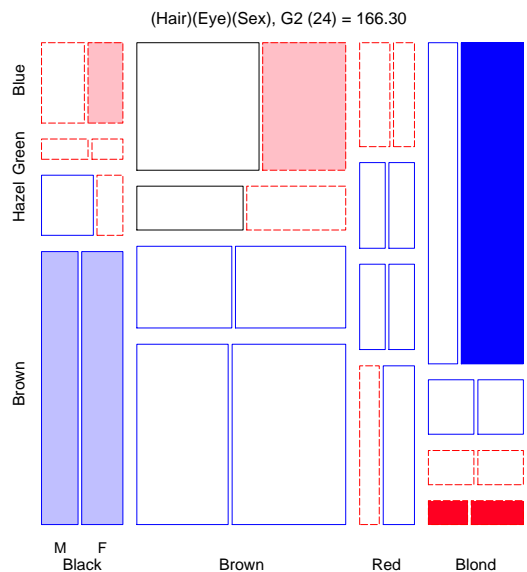 (Hair)(Eye)(Sex), G2 (24) = 166.30
Blue
Green
Hazel
Brown
M F
Black Brown Red Blond